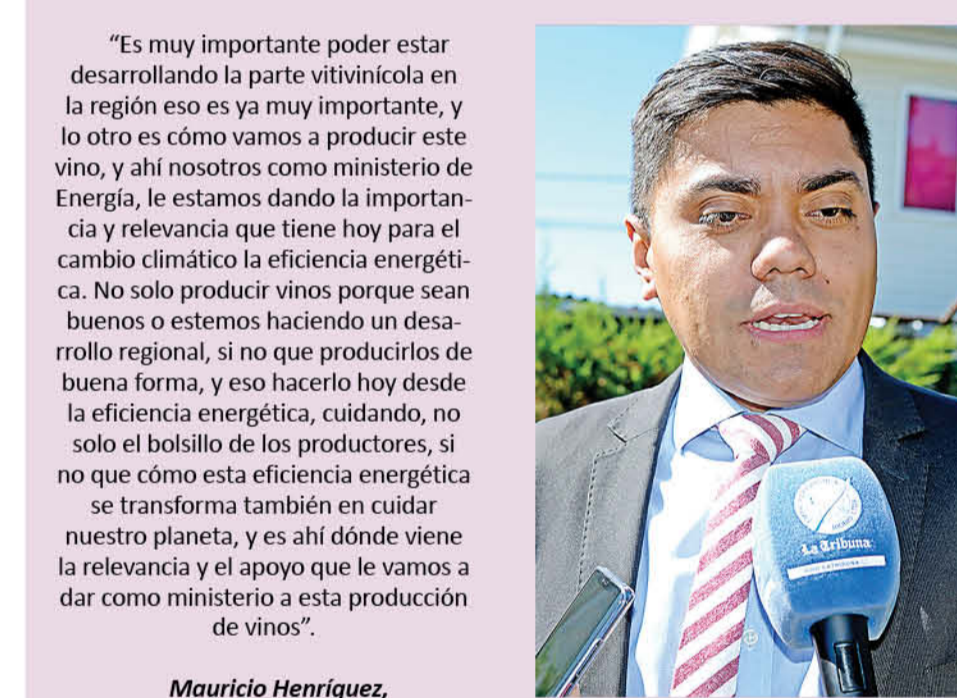 “Es muy importante poder estar
desarrollando la parte vitivinícola en
la región eso es ya muy importante, y
lo otro es cómo vamos a producir este
vino, y ahí nosotros como ministerio de
Energía, le estamos dando la importan-
cia y relevancia que tiene hoy para el
cambio climático la eficiencia energéti-
ca. No solo producir vinos porque sean
buenos o estemos haciendo un desa-
rrollo regional, si no que producirlos de
buena forma, y eso hacerlo hoy desde
la eficiencia energética, cuidando, no
solo el bolsillo de los productores, si
no que cómo esta eficiencia energética
se transforma también en cuidar
nuestro planeta, y es ahí dónde viene
la relevancia y el apoyo que le vamos a
dar como ministerio a esta producción
de vinos”.
Mauricio Henríquez,
La Tribuna